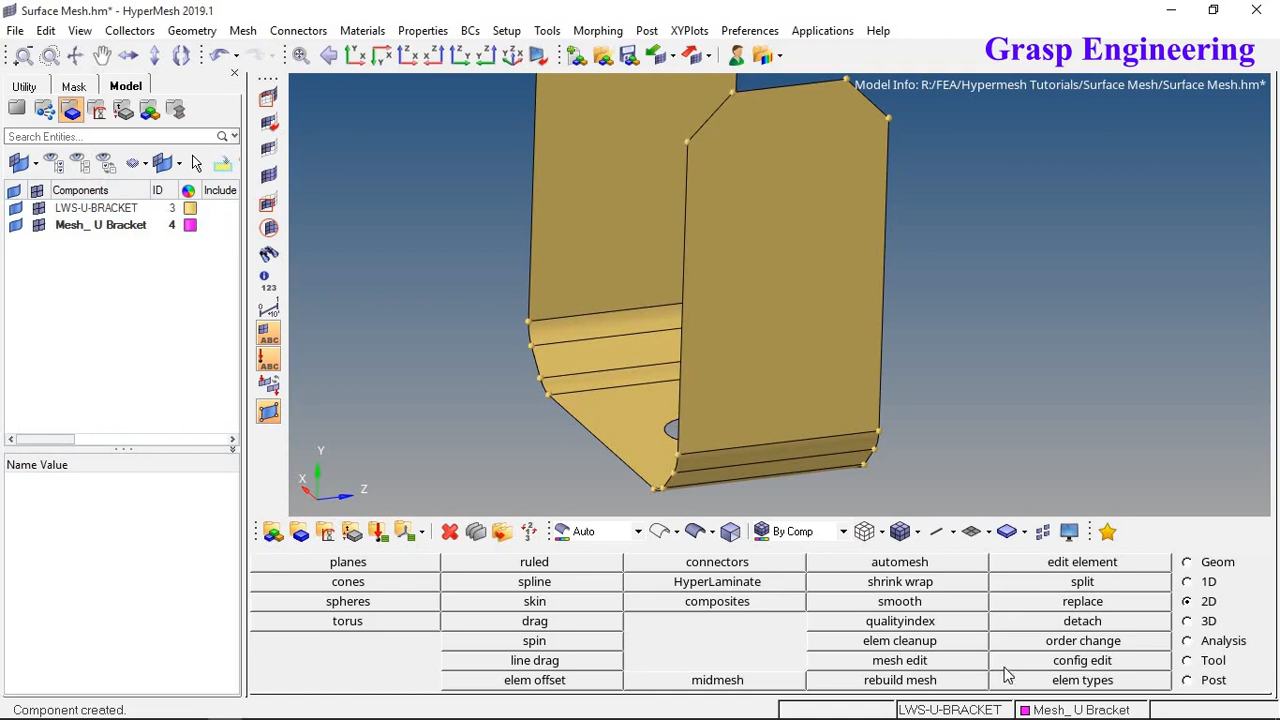 Surface Mesh.hm* - HyperMesh 2019.1
File Edit View Collectors Geometry Mesh Connectors Materials Properties BCs Setup Tools Morphing Post XYPlots Preferences Applications Help
Grasp Engineering
Utility Mask Model
Model Info: R:/FEA/Hypermesh Tutorials/Surface Mesh/Surface Mesh.hm*
Search Entities...
Components ID Include
LWS-U-BRACKET 3
Mesh_ U Bracket 4
123
ABC
ABC
Name Value
Y
X
Z
Auto By Comp
planes ruled connectors automesh edit element Geom
cones spline HyperLaminate shrink wrap split 1D
spheres skin composites smooth replace 2D
torus drag qualityindex detach 3D
spin elem cleanup order change Analysis
line drag mesh edit config edit Tool
elem offset midmesh rebuild mesh elem types Post
Component created. LWS-U-BRACKET Mesh_ U Bracket